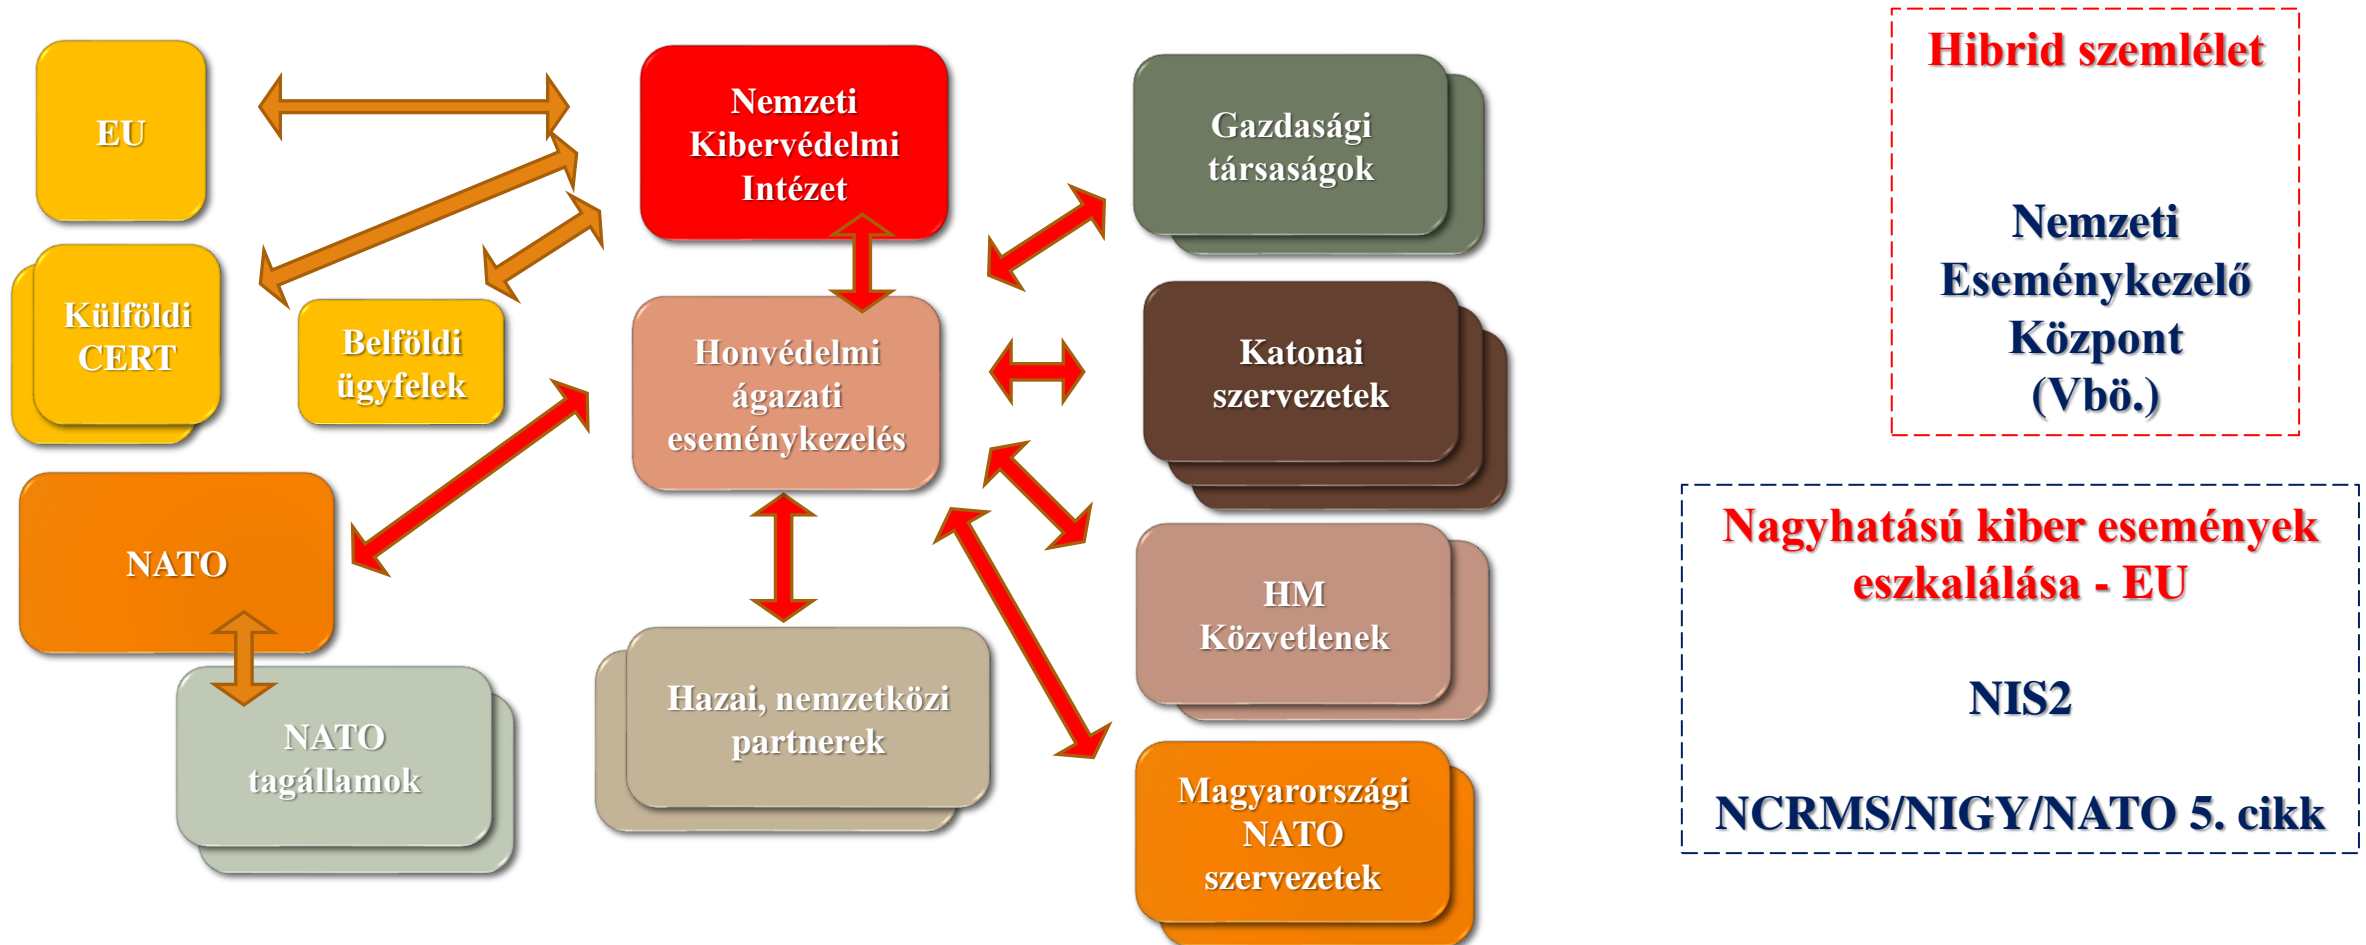 EU
Külföldi
CERT
Belföldi
ügyfelek
NATO
NATO
tagállamok
Nemzeti
Kibervédelmi
Intézet
Honvédelmi
ágazati
eseménykezelés
Hazai, nemzetközi
partnerek
Gazdasági
társaságok
Katonai
szervezetek
HM
Közvetlenek
Magyarországi
NATO
szervezetek
Hibrid szemlélet
Nemzeti
Eseménykezelő
Központ
(Vbö.)
Nagyhatású kiber események
eszkalálása - EU
NIS2
NCRMS/NIGY/NATO 5. cikk